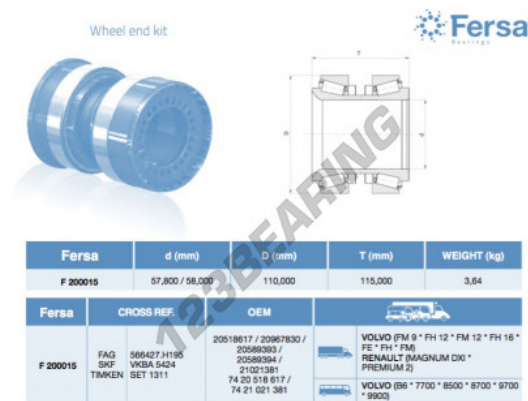 Wheel end kit
Fersa
Bearings
T
D
d
123BEARING
Fersa d (mm) D (mm) T (mm) WEIGHT (kg)
F 200015 57,800 / 58,000 110,000 115,000 3,64
Fersa CROSS REF. OEM
F 200015
FAG 566427.H195
SKF VKBA 5424
TIMKEN SET 1311
20518617 / 20967830 /
20589393 /
20589394 /
21021381
74 20 518 617 /
74 21 021 381
VOLVO (FM 9 * FH 12 * FM 12 * FH 16 *
FE * FH * FM)
RENAULT (MAGNUM DXI *
PREMIUM 2)
VOLVO (B6 * 7700 * 8500 * 8700 * 9700
* 9900)